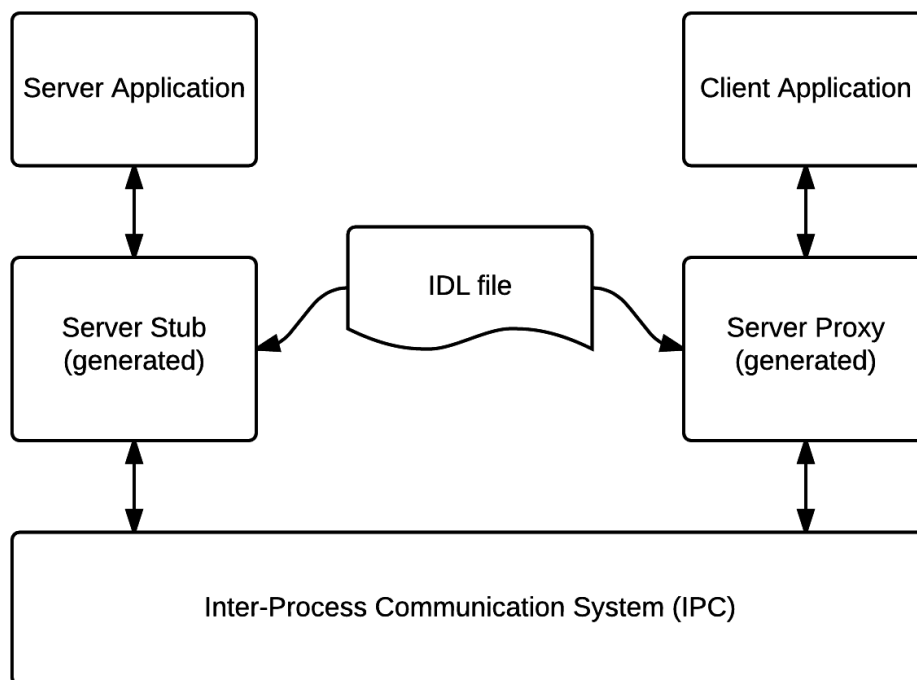 Server Application
Client Application
IDL file
Server Stub
(generated)
Server Proxy
(generated)
Inter-Process Communication System (IPC)